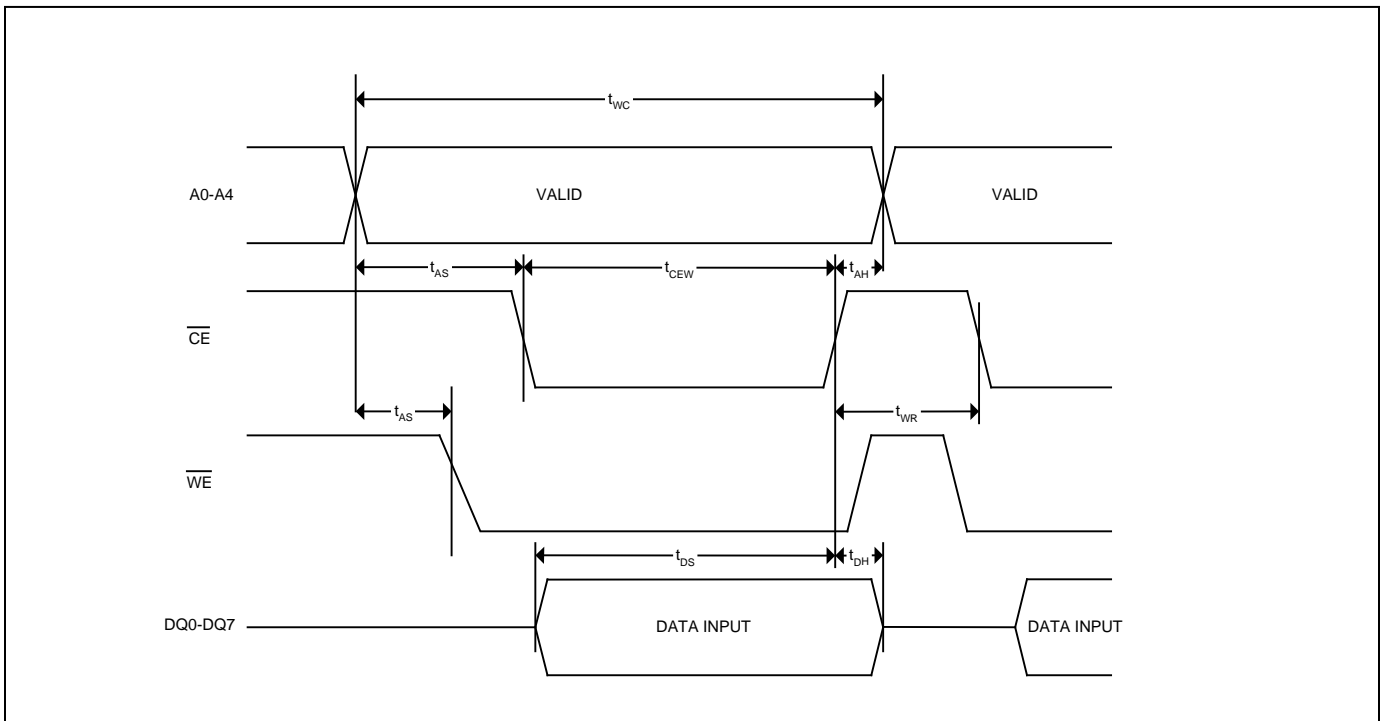 tWC
A0-A4 VALID VALID
tAS tCEW tAH
CE
tAS tWR
WE
tDS tDH
DQ0-DQ7 DATA INPUT DATA INPUT